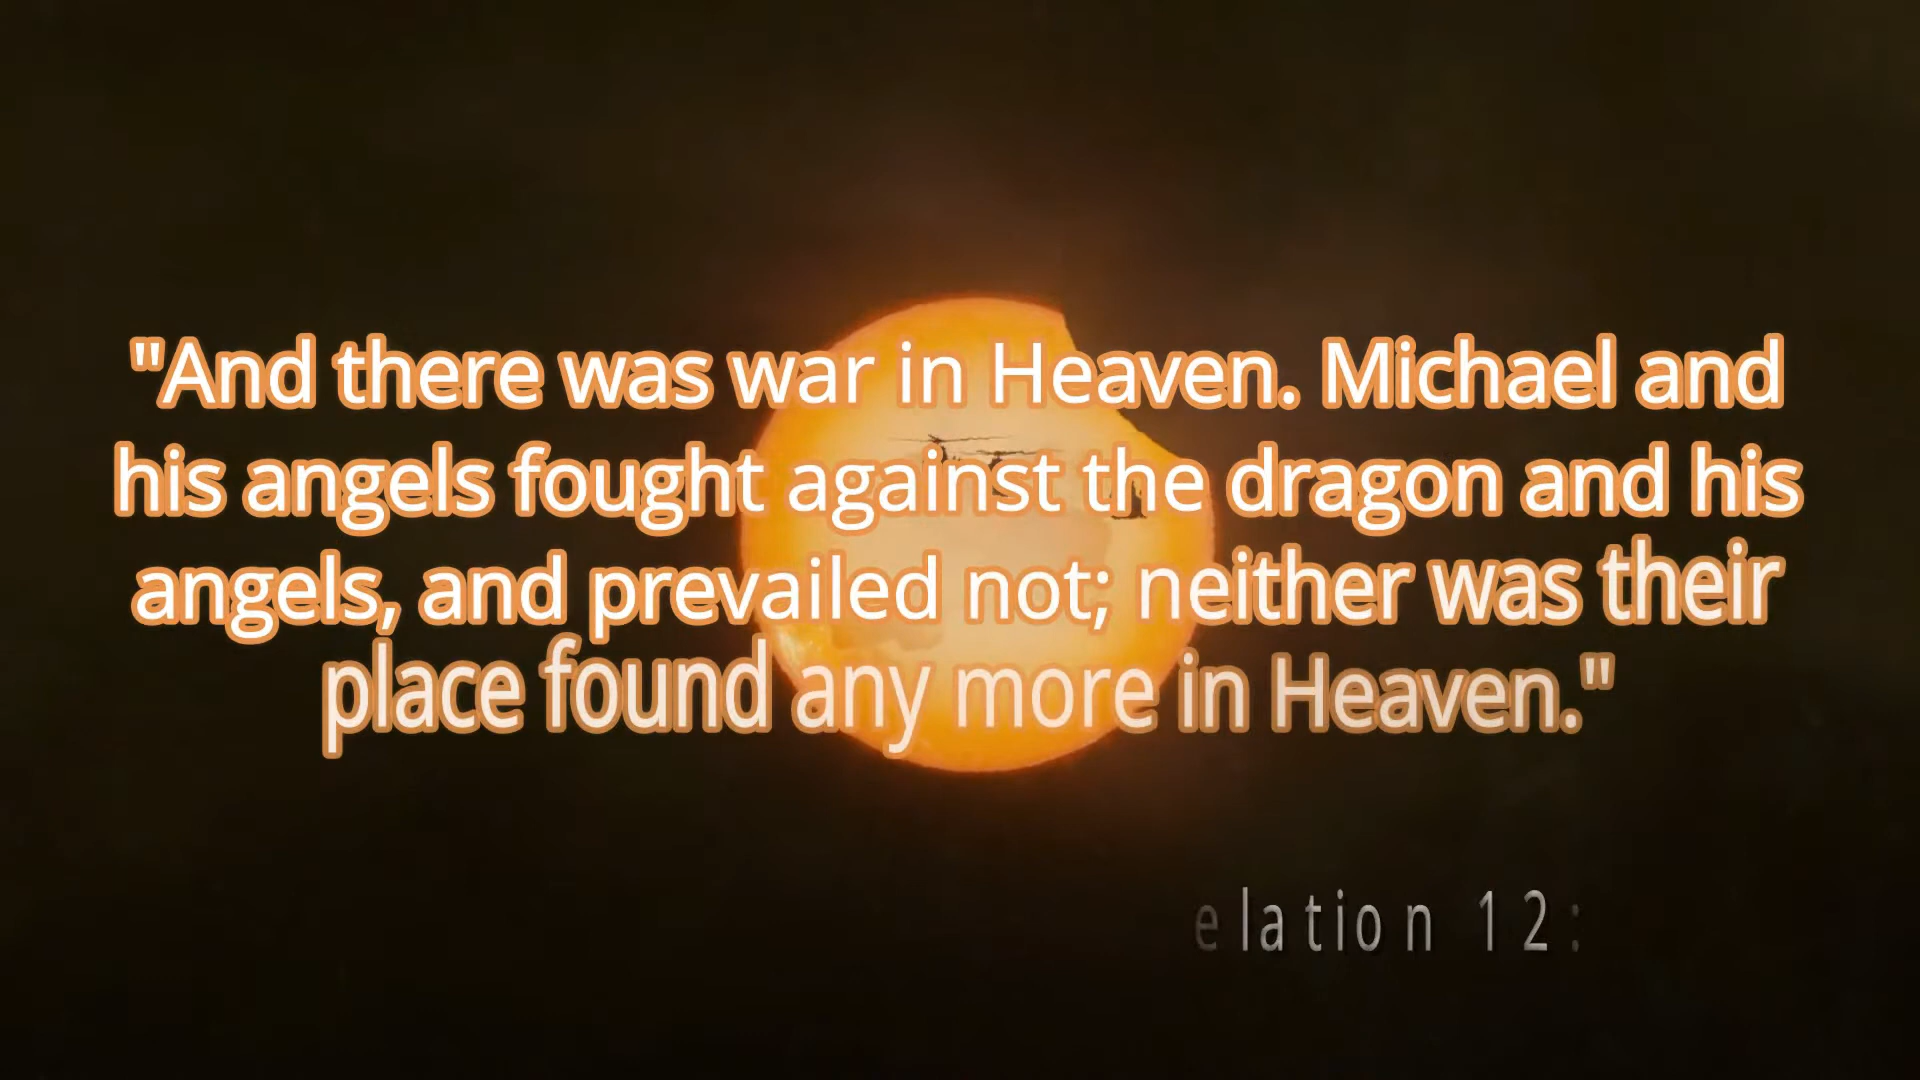 "And there was war in Heaven. Michael and
his angels fought against the dragon and his
angels, and prevailed not; neither was their
place found any more in Heaven."
elation 12: